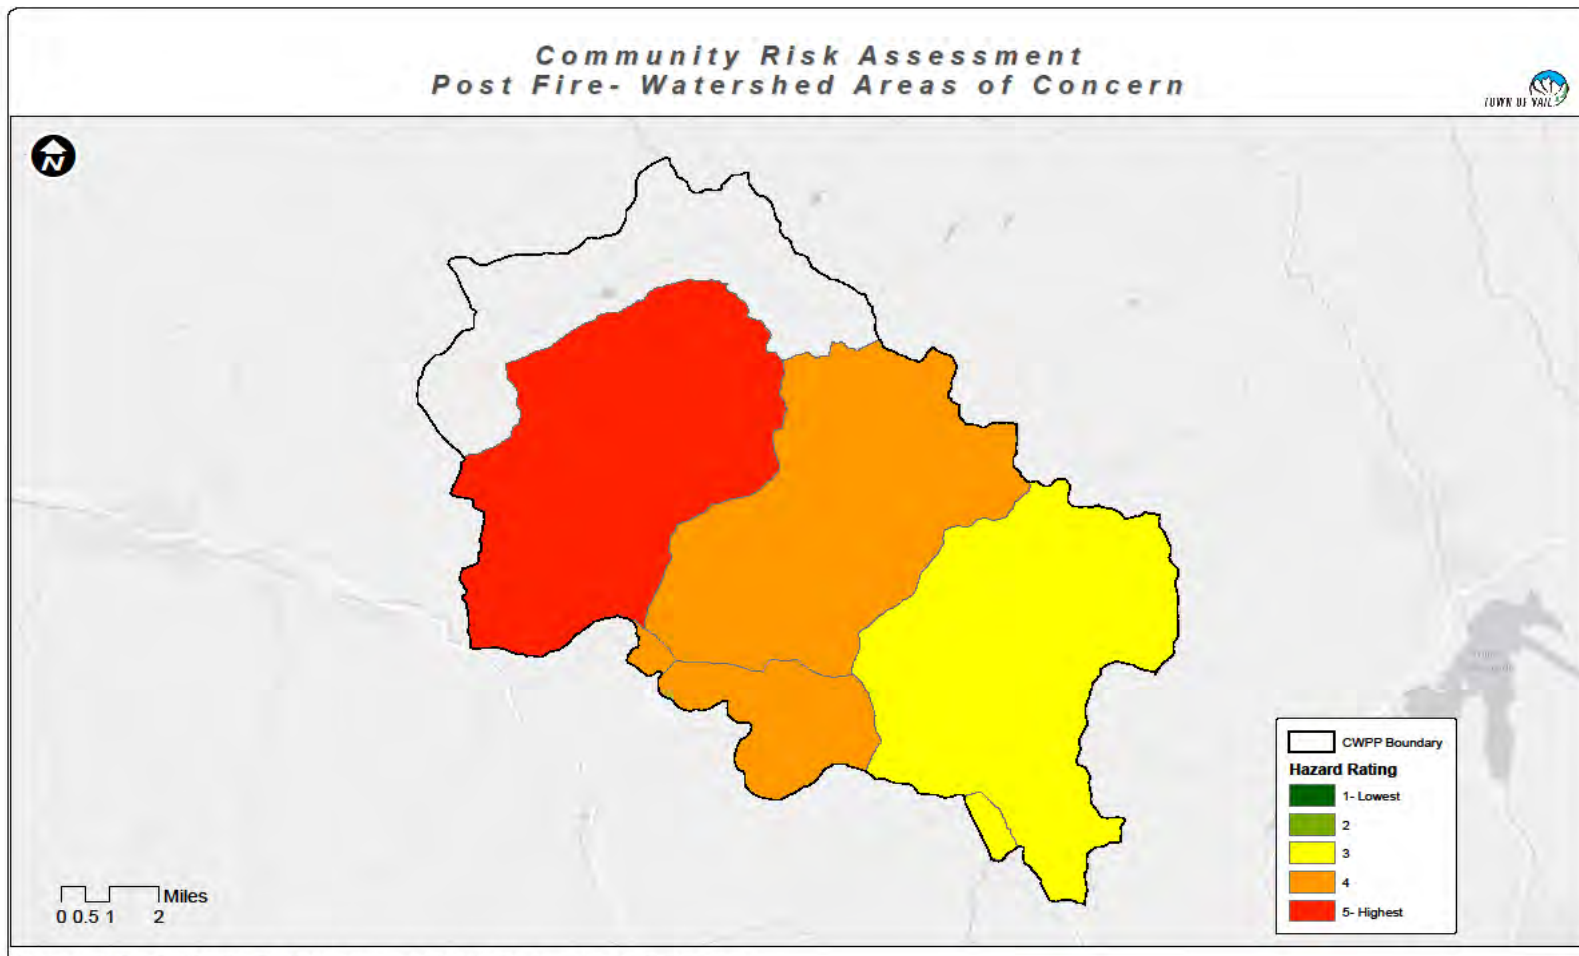 Community Risk Assessment
Post Fire- Watershed Areas of Concern
TOWN OF VAIL
N
CWPP Boundary
Hazard Rating
1- Lowest
2
3
4
5- Highest
Miles
0 0.5 1 2